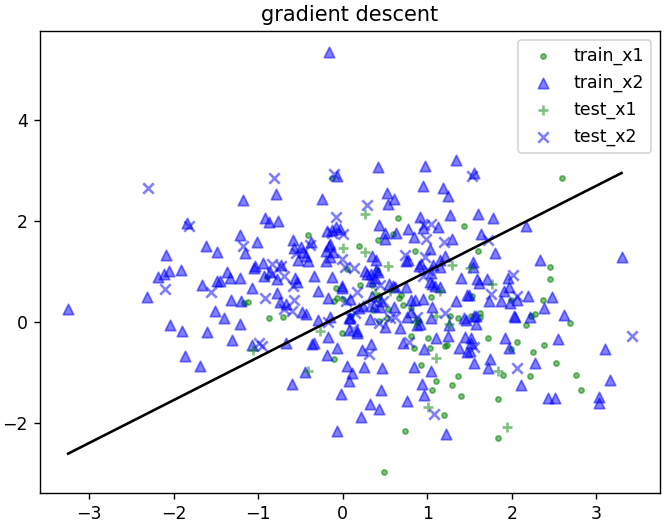 gradient descent
train_x1
train_x2
test_x1
test_x2
4
2
0
−2
−3 −2 −1 0 1 2 3